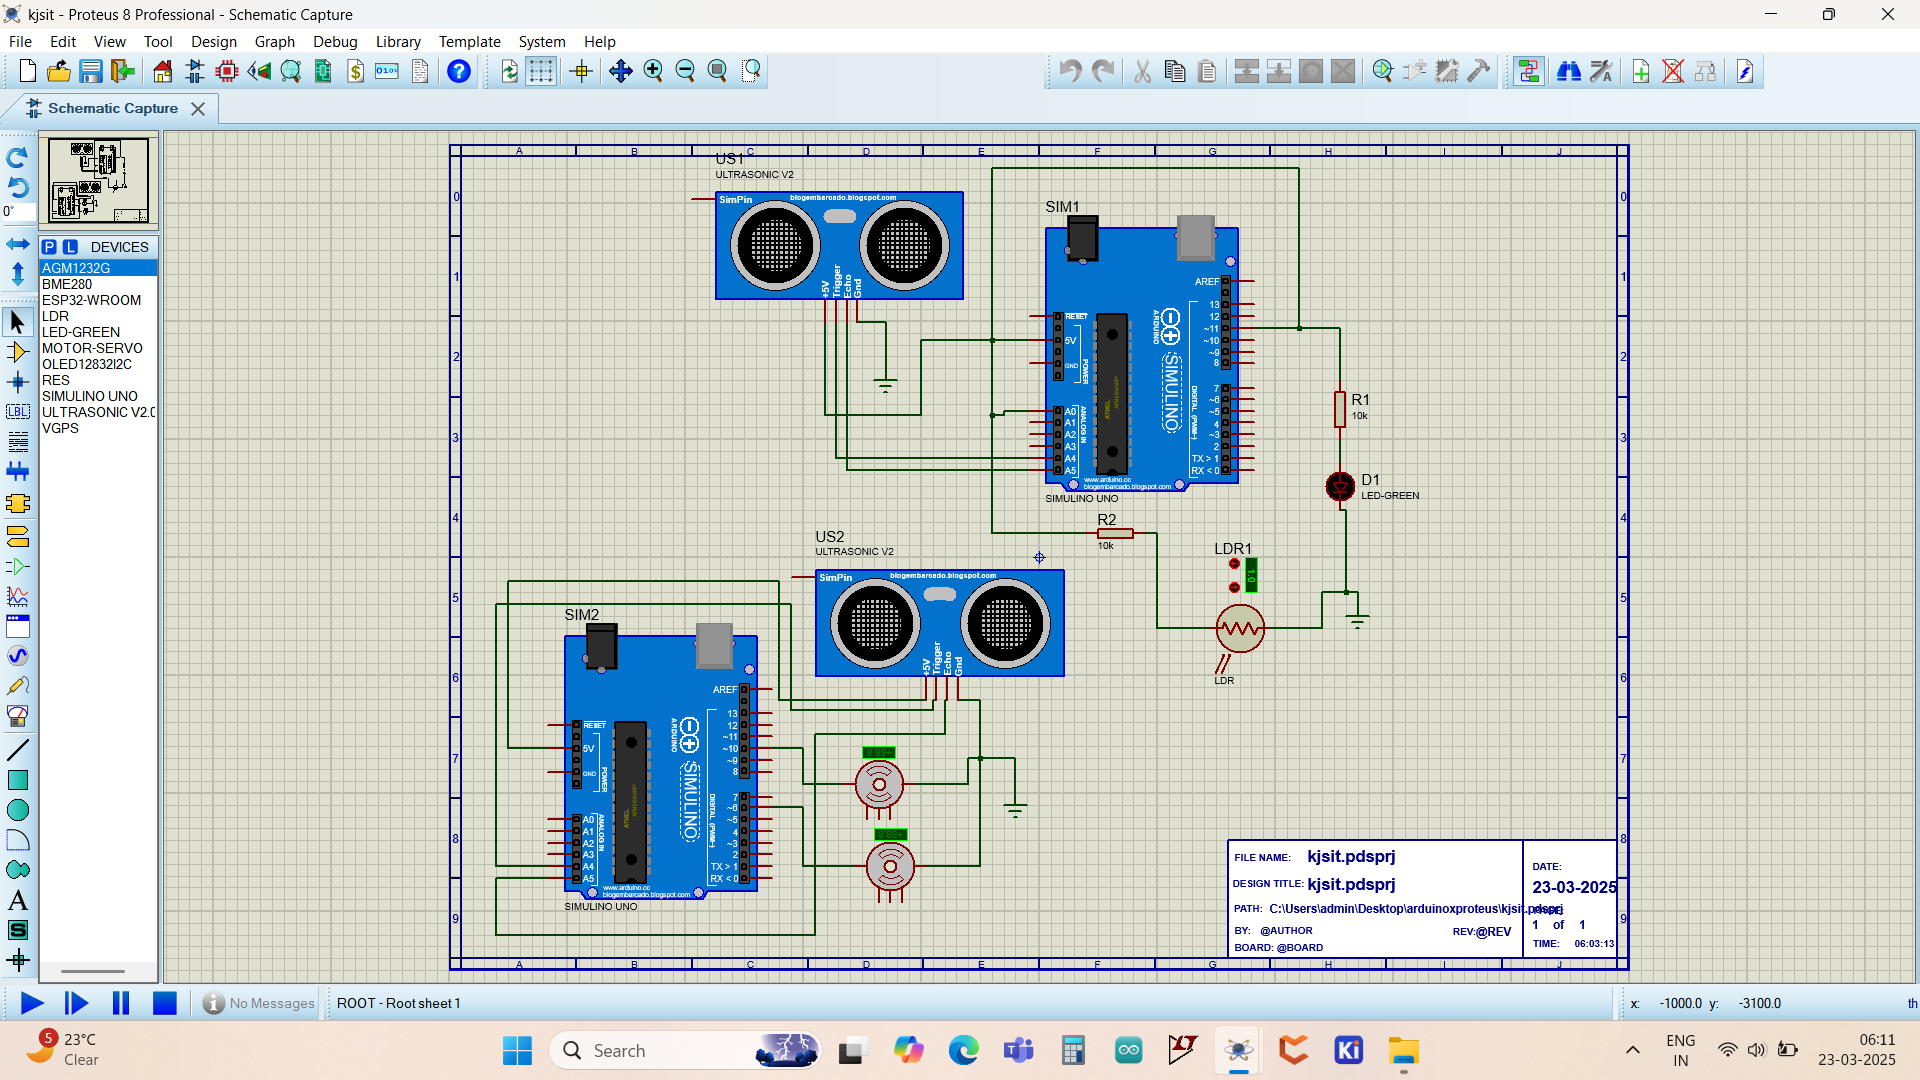 kjsit - Proteus 8 Professional - Schematic Capture
File Edit View Tool Design Graph Debug Library Template System Help
Schematic Capture
0°
P L DEVICES
AGM1232G
BME280
ESP32-WROOM
LDR
LED-GREEN
MOTOR-SERVO
OLED12832I2C
RES
SIMULINO UNO
ULTRASONIC V2.0
VGPS
LBL
A B C D E F G H I J
0 1 2 3 4 5 6 7 8 9
US1
ULTRASONIC V2
SimPin blogembarcado.blogspot.com
+5V Trigger Echo Gnd
SIM1
AREF
13
12
~11
~10
~9
8
7
~6
~5
4
~3
2
TX > 1
RX < 0
RESET
5V
GND
POWER
A0
A1
A2
A3
A4
A5
ANALOG IN
ARDUINO
SIMULINO
DIGITAL (PWM~)
ATMEL
www.arduino.cc
blogembarcado.blogspot.com
SIMULINO UNO
R1
10k
D1
LED-GREEN
R2
10k
LDR1
1.0
LDR
US2
ULTRASONIC V2
SimPin blogembarcado.blogspot.com
+5V Trigger Echo Gnd
SIM2
AREF
13
12
~11
~10
~9
8
7
~6
~5
4
~3
2
TX > 1
RX < 0
RESET
5V
GND
POWER
A0
A1
A2
A3
A4
A5
ANALOG IN
ARDUINO
SIMULINO
DIGITAL (PWM~)
ATMEL
www.arduino.cc
blogembarcado.blogspot.com
SIMULINO UNO
FILE NAME: kjsit.pdsprj
DESIGN TITLE: kjsit.pdsprj
PATH: C:\Users\admin\Desktop\arduinoxproteus\kjsit.pdsprj
BY: @AUTHOR REV:@REV
BOARD: @BOARD
DATE:
23-03-2025
PAGE:
1 of 1
TIME: 06:03:13
A B C D E F G H I J
No Messages ROOT - Root sheet 1 x: -1000.0 y: -3100.0 th
5
23°C
Clear
Search
Ki
ENG
IN
06:11
23-03-2025